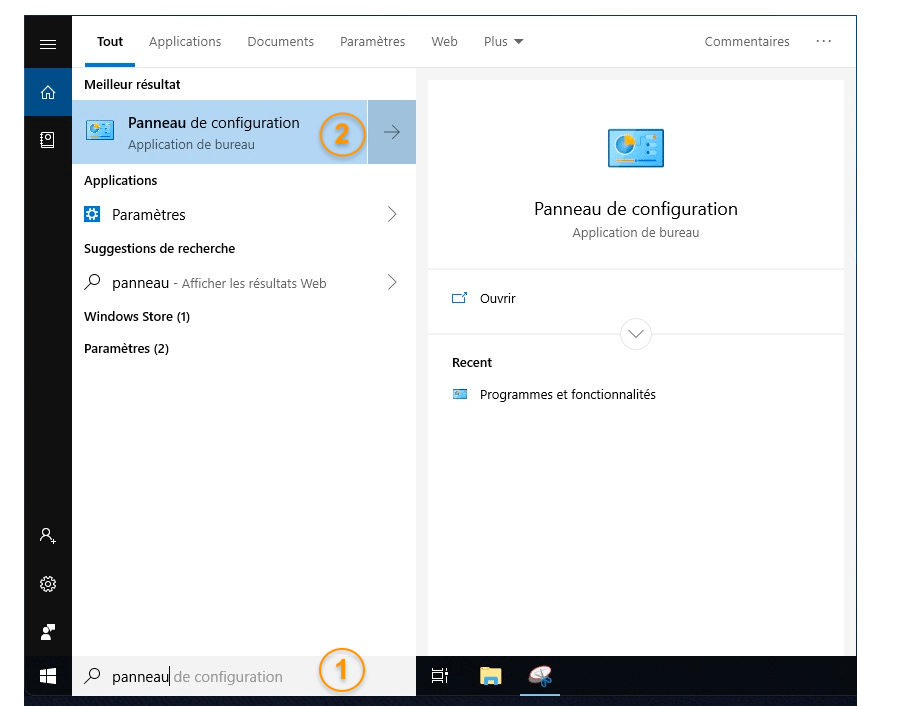 Tout Applications Documents Paramètres Web Plus Commentaires ...
Meilleur résultat
Panneau de configuration
Application de bureau
2
Applications
Paramètres
Suggestions de recherche
panneau - Afficher les résultats Web
Windows Store (1)
Paramètres (2)
Panneau de configuration
Application de bureau
Ouvrir
Recent
Programmes et fonctionnalités
panneau de configuration
1